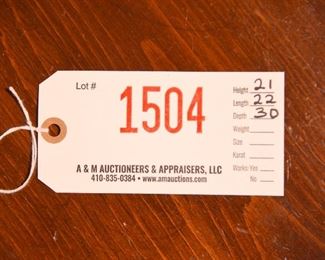 Lot #
1504
Height 21
Length 22
Depth 30
Weight
Size
Karat
Works: Yes
No
A & M AUCTIONEERS & APPRAISERS, LLC
410-835-0384 • www.amauctions.com